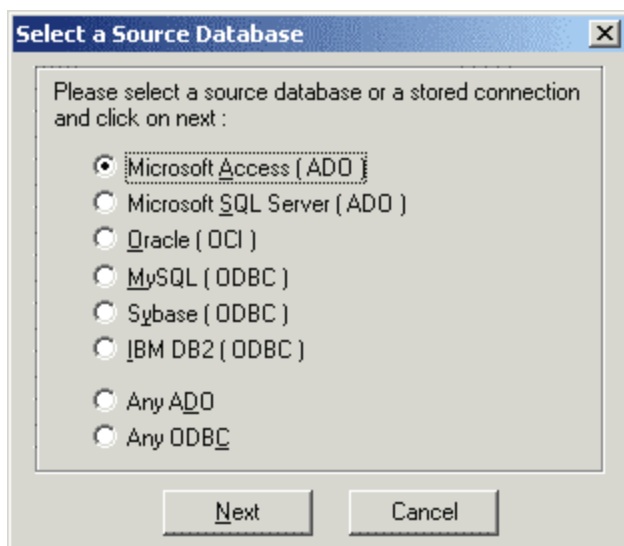 Select a Source Database
Please select a source database or a stored connection
and click on next :
Microsoft Access ( ADO )
Microsoft SQL Server ( ADO )
Oracle ( OCI )
MySQL ( ODBC )
Sybase ( ODBC )
IBM DB2 ( ODBC )
Any ADO
Any ODBC
Next
Cancel